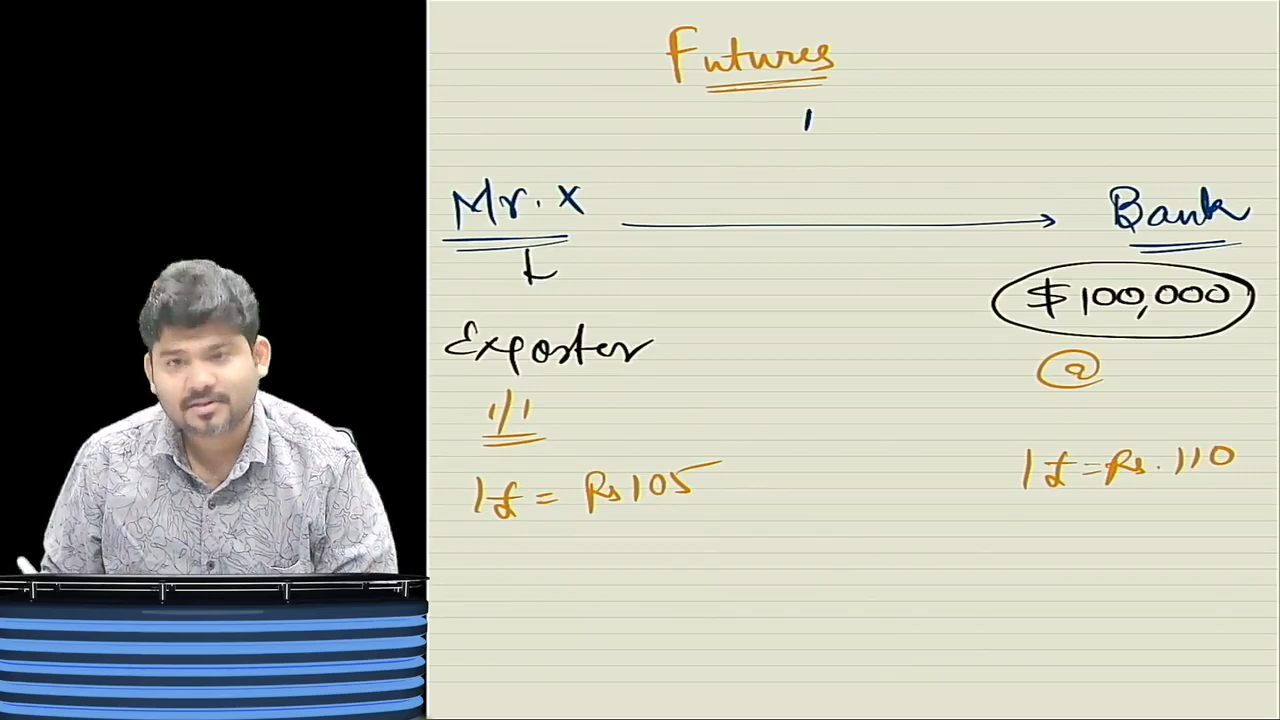 Futures
Mr. X
Bank
$100,000
Exporter
@
1/1
1£ = Rs 105
1£ = Rs. 110